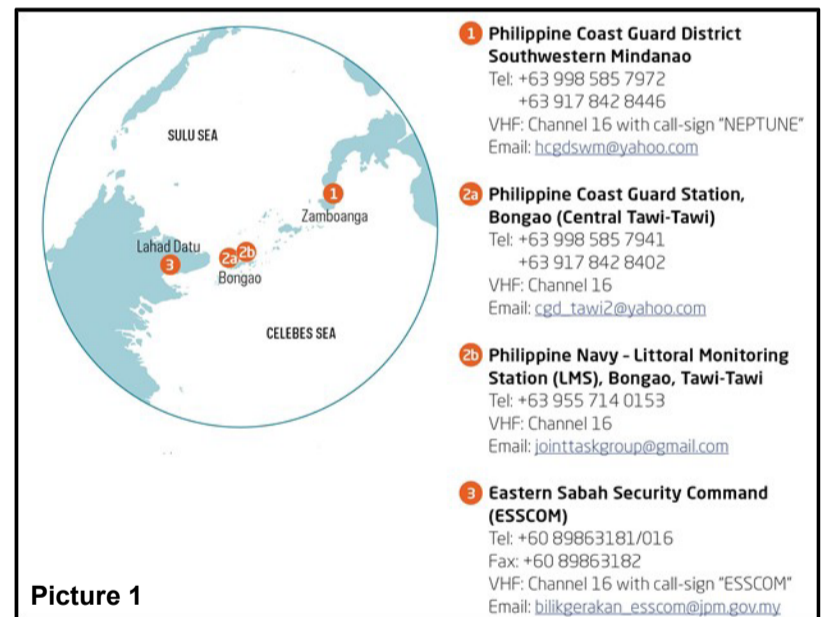 SULU SEA
1
Zamboanga
Lahad Datu
3
2a
2b
Bongao
CELEBES SEA
Picture 1
1 Philippine Coast Guard District
Southwestern Mindanao
Tel: +63 998 585 7972
+63 917 842 8446
VHF: Channel 16 with call-sign "NEPTUNE"
Email: hcgdswm@yahoo.com
2a Philippine Coast Guard Station,
Bongao (Central Tawi-Tawi)
Tel: +63 998 585 7941
+63 917 842 8402
VHF: Channel 16
Email: cgd_tawi2@yahoo.com
2b Philippine Navy - Littoral Monitoring
Station (LMS), Bongao, Tawi-Tawi
Tel: +63 955 714 0153
VHF: Channel 16
Email: jointtaskgroup@gmail.com
3 Eastern Sabah Security Command
(ESSCOM)
Tel: +60 89863181/016
Fax: +60 89863182
VHF: Channel 16 with call-sign "ESSCOM"
Email: bilikgerakan_esscom@jpm.gov.my